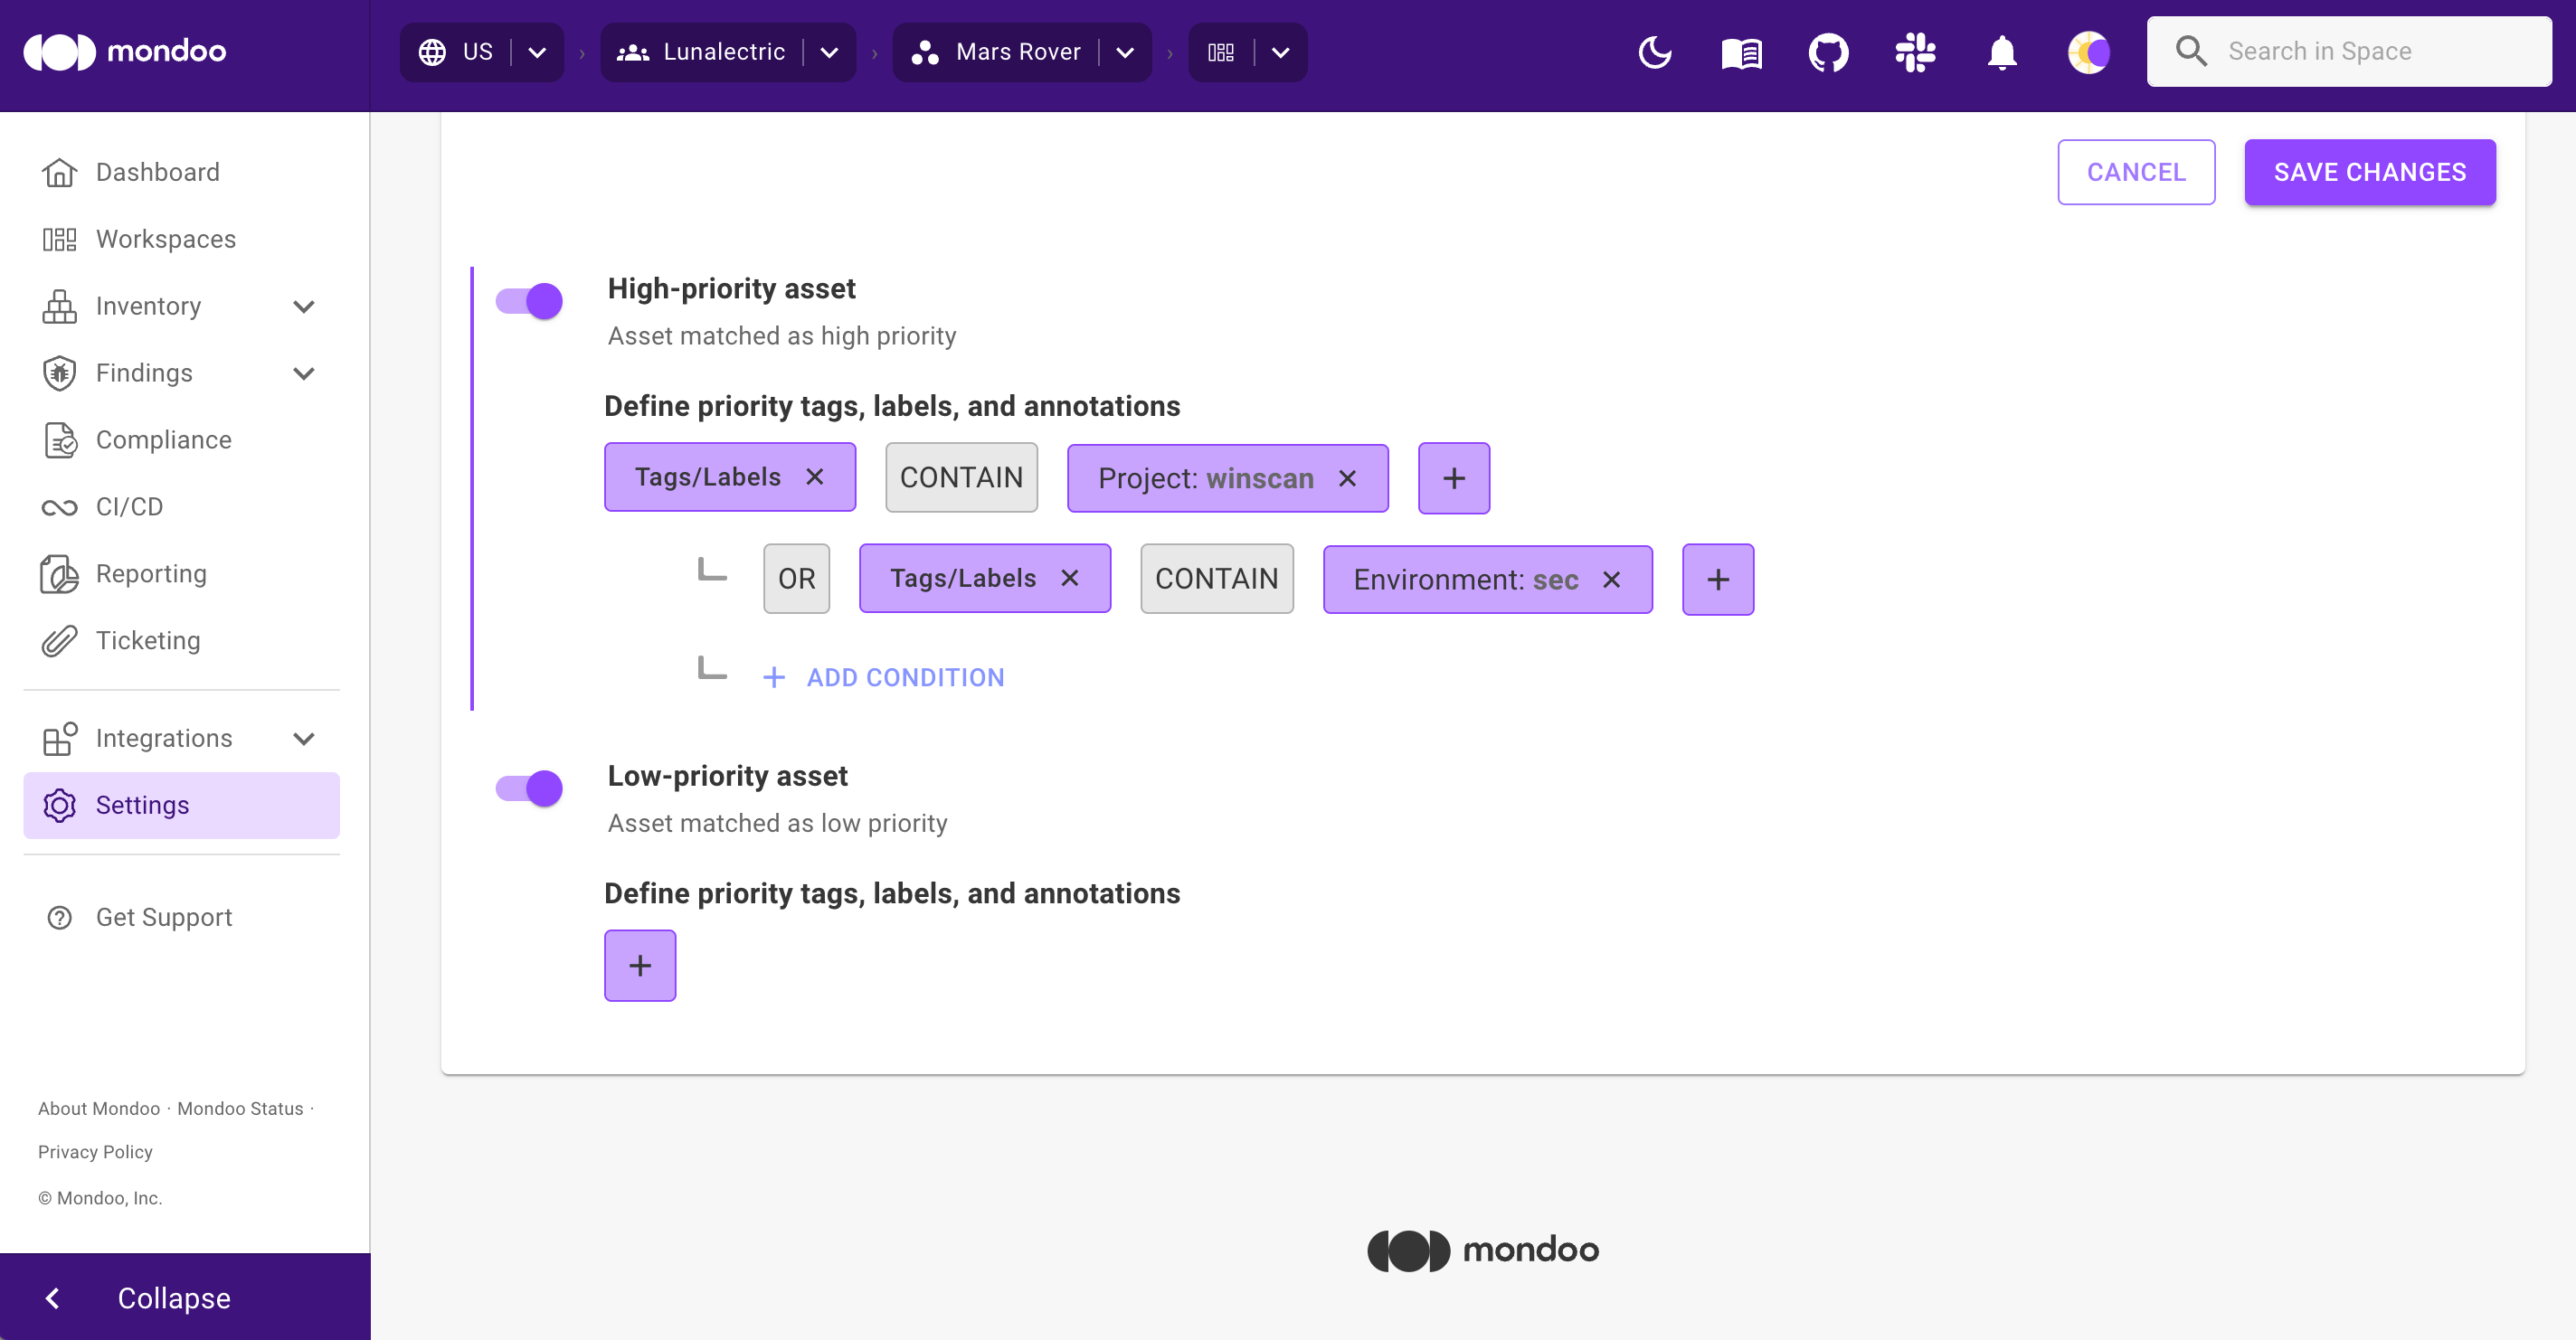 mondoo
US
Lunalectric
Mars Rover
Search in Space
Dashboard
Workspaces
Inventory
Findings
Compliance
CI/CD
Reporting
Ticketing
Integrations
Settings
Get Support
About Mondoo · Mondoo Status ·
Privacy Policy
© Mondoo, Inc.
Collapse
CANCEL
SAVE CHANGES
High-priority asset
Asset matched as high priority
Define priority tags, labels, and annotations
Tags/Labels × CONTAIN Project: winscan × +
OR Tags/Labels × CONTAIN Environment: sec × +
+ ADD CONDITION
Low-priority asset
Asset matched as low priority
Define priority tags, labels, and annotations
+
mondoo